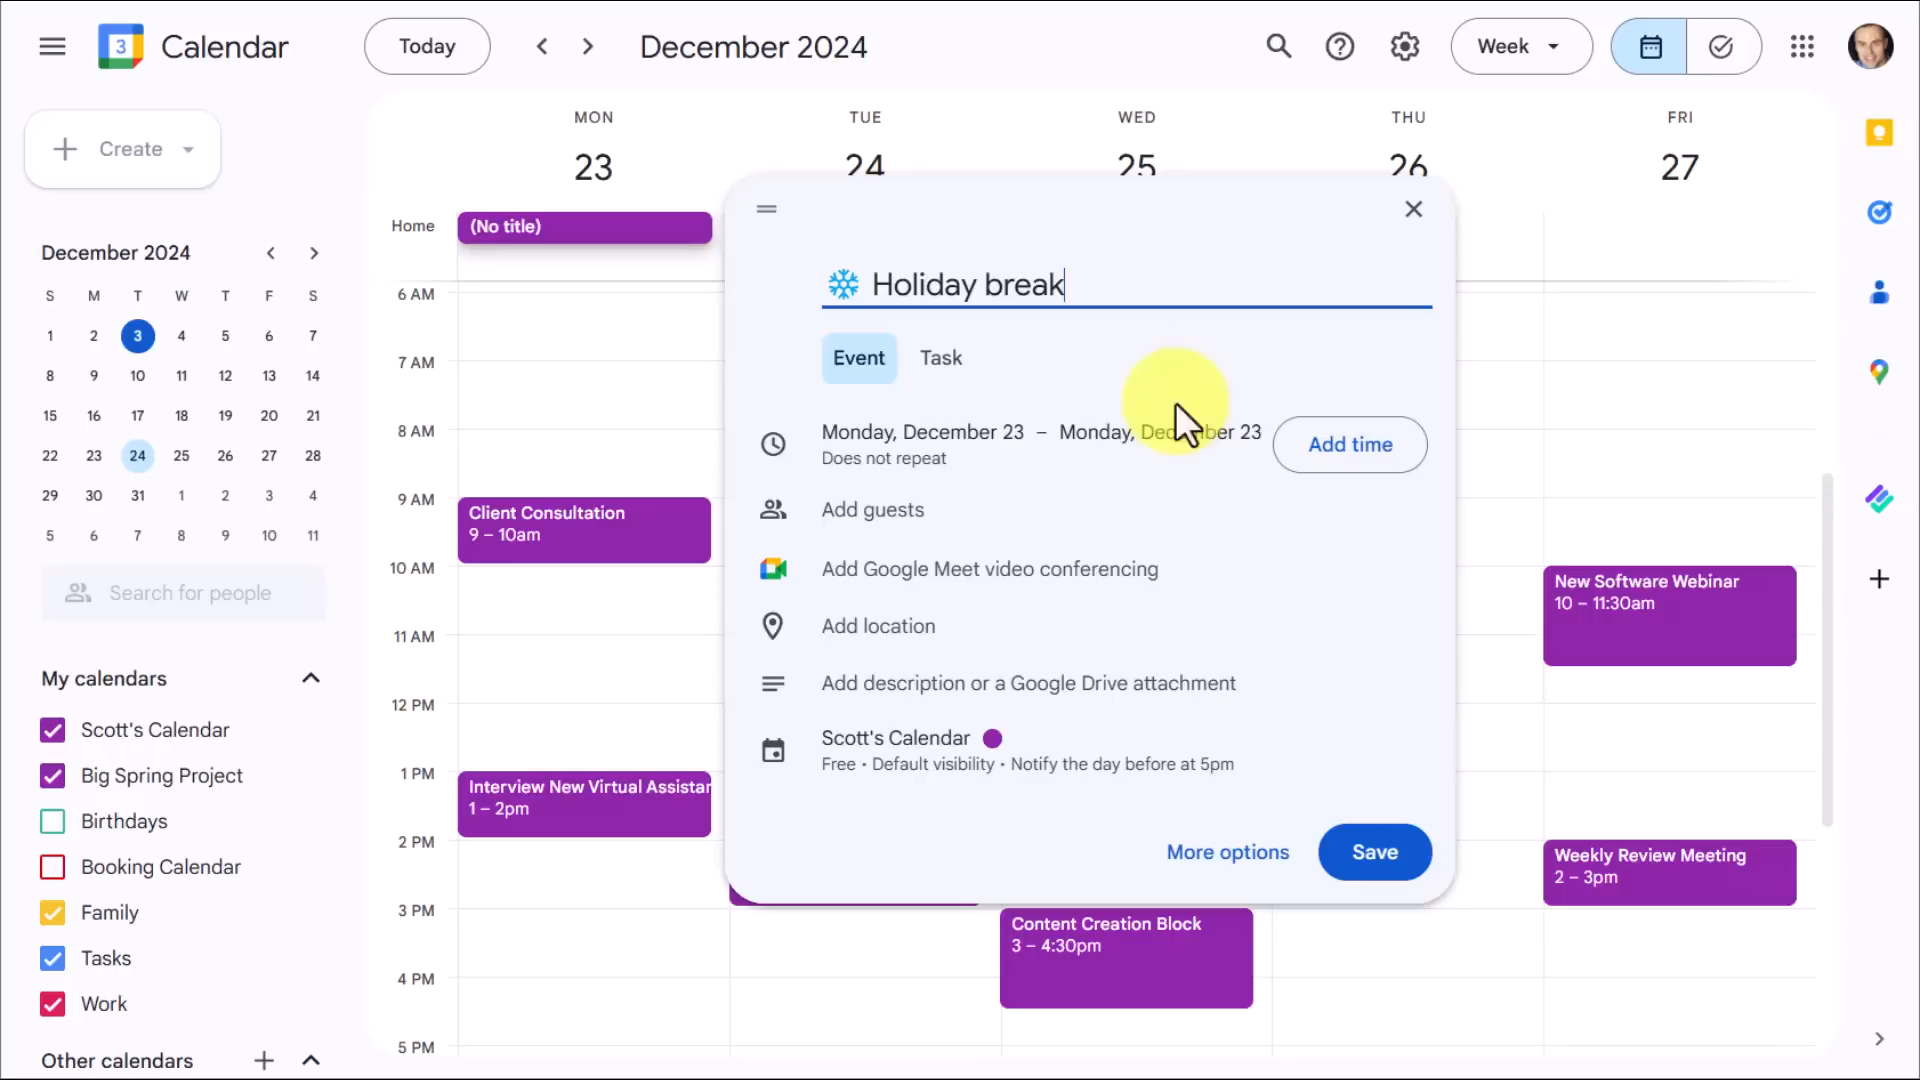 3
Calendar
Today
December 2024
Week
Create
December 2024
S M T W T F S
1 2 3 4 5 6 7
8 9 10 11 12 13 14
15 16 17 18 19 20 21
22 23 24 25 26 27 28
29 30 31 1 2 3 4
5 6 7 8 9 10 11
Search for people
My calendars
Scott's Calendar
Big Spring Project
Birthdays
Booking Calendar
Family
Tasks
Work
Other calendars
MON
23
TUE
24
WED
25
THU
26
FRI
27
Home
(No title)
6 AM
7 AM
8 AM
9 AM
10 AM
11 AM
12 PM
1 PM
2 PM
3 PM
4 PM
5 PM
Client Consultation
9 – 10am
Interview New Virtual Assistar
1 – 2pm
❄️ Holiday break
Event Task
Monday, December 23 – Monday, December 23
Does not repeat
Add time
Add guests
Add Google Meet video conferencing
Add location
Add description or a Google Drive attachment
Scott's Calendar
Free • Default visibility • Notify the day before at 5pm
More options
Save
Content Creation Block
3 – 4:30pm
New Software Webinar
10 – 11:30am
Weekly Review Meeting
2 – 3pm